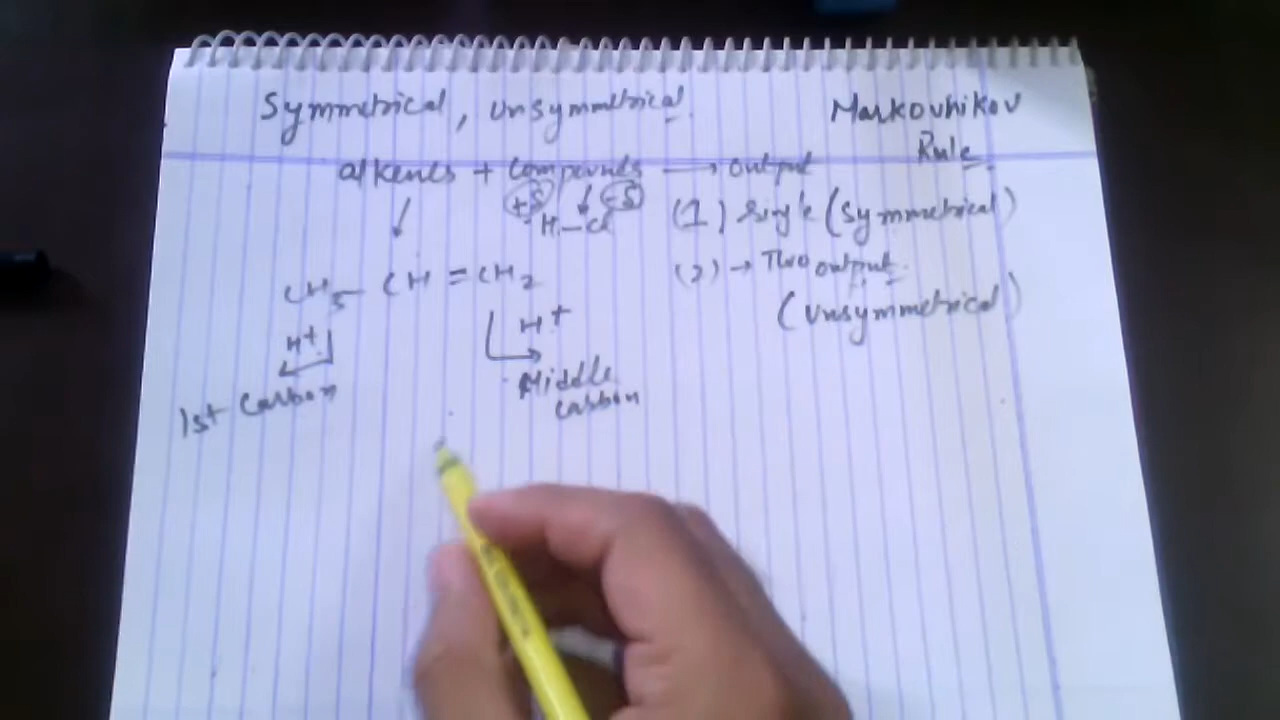 Symmetrical, Unsymmetrical.
Markovnikov
Rule
alkenes + Compounds → output
+δ -δ
H-Cl
(1) Single (Symmetrical)
(2) → Two output.
(Unsymmetrical)
CH3- CH = CH2
H+
1st Carbon
H+
Middle
carbon